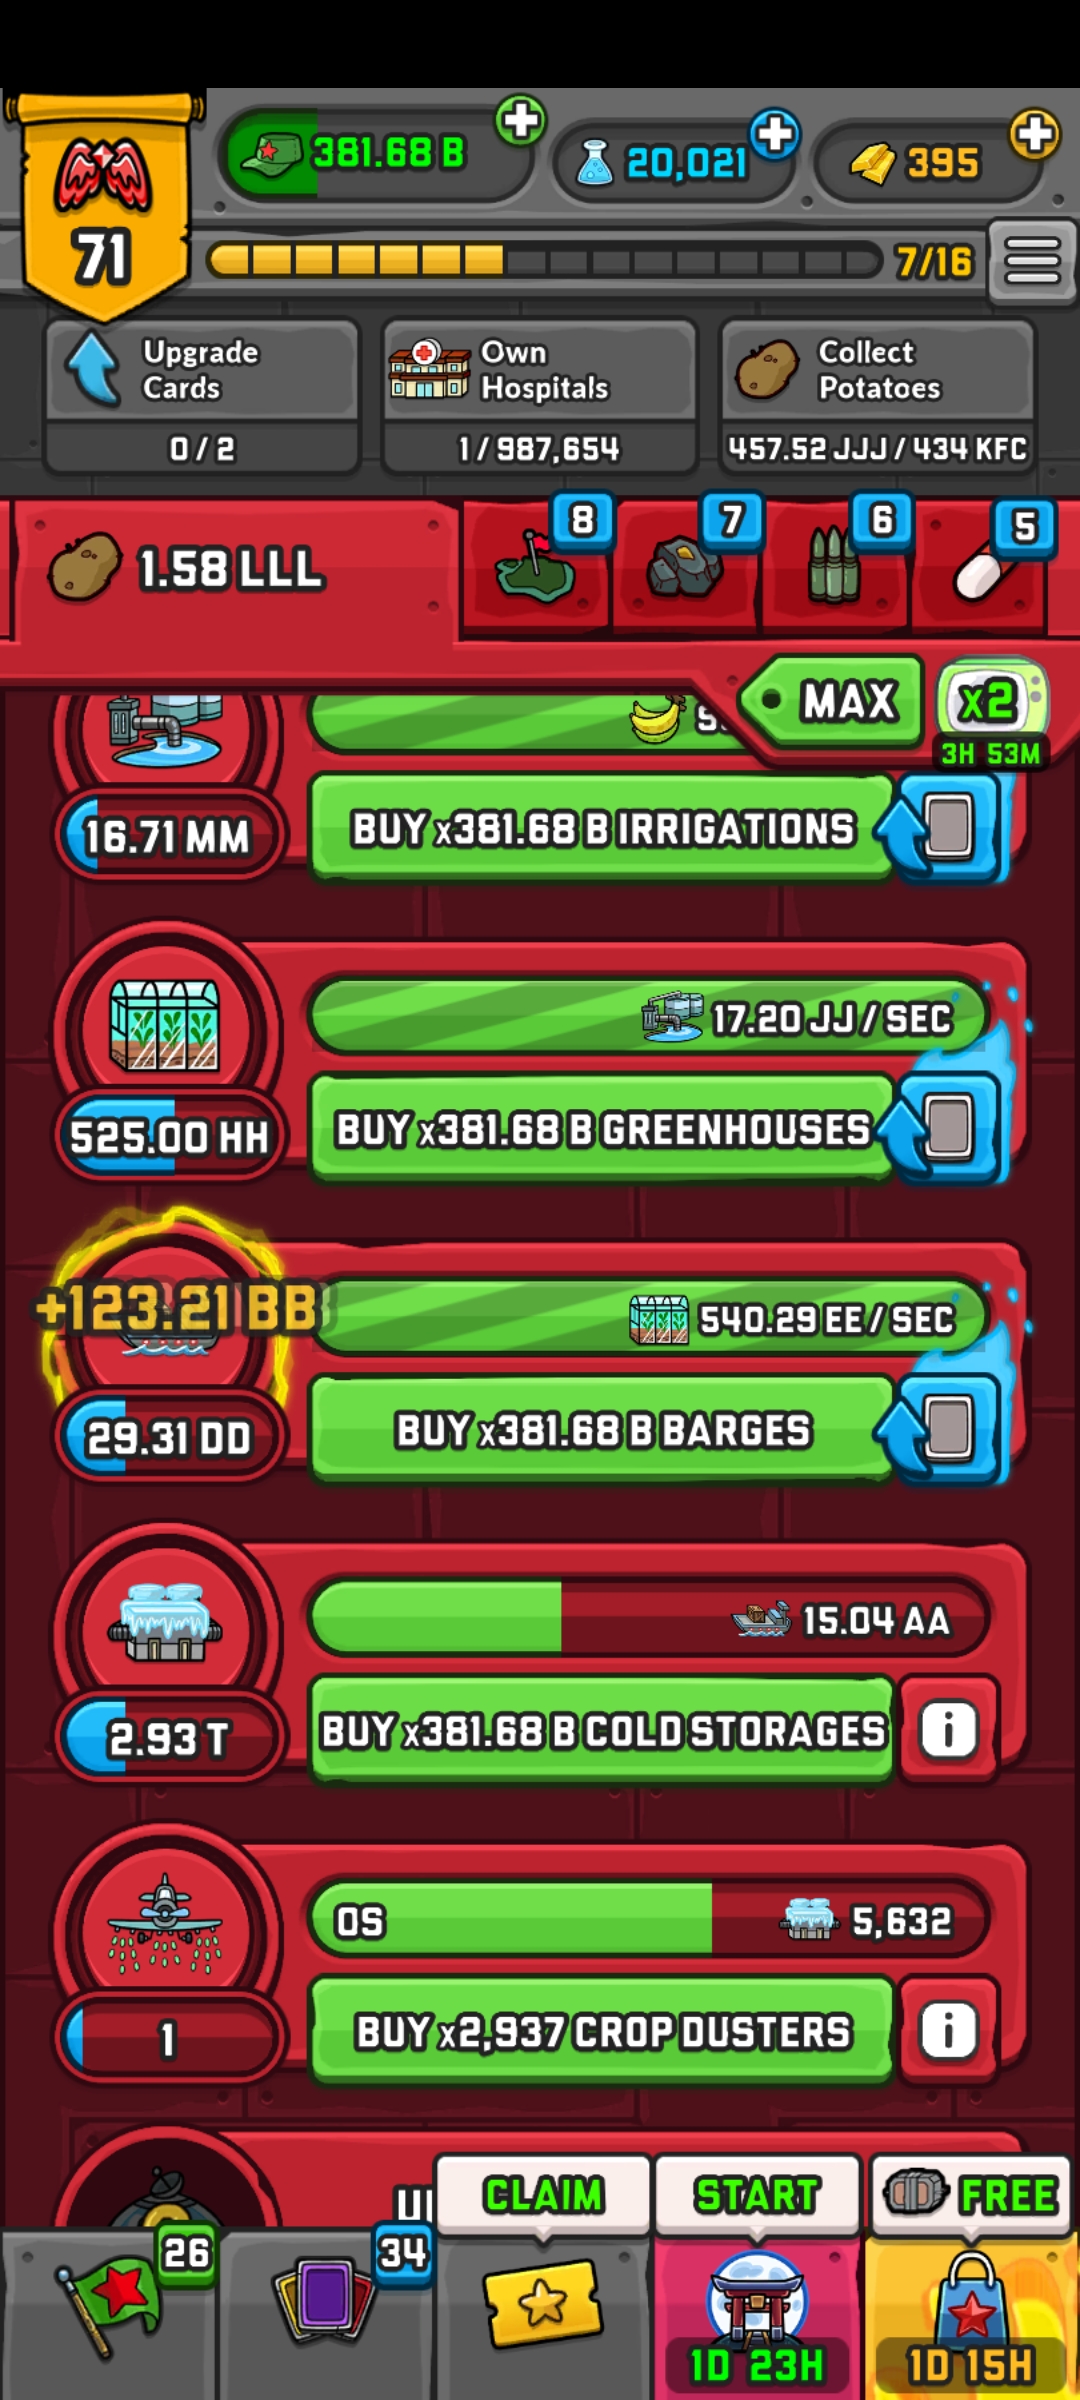 381.68 B
20,021
395
71
7/16
Upgrade
Cards
0 / 2
Own
Hospitals
1 / 987,654
Collect
Potatoes
457.52 JJJ / 434 KFC
1.58 LLL
8
7
6
5
MAX
x2
3H 53M
16.71 MM
BUY x381.68 B IRRIGATIONS
17.20 JJ / SEC
525.00 HH
BUY x381.68 B GREENHOUSES
+123.21 BB
540.29 EE / SEC
29.31 DD
BUY x381.68 B BARGES
15.04 AA
2.93 T
BUY x381.68 B COLD STORAGES
i
0S
5,632
1
BUY x2,937 CROP DUSTERS
i
CLAIM
START
FREE
26
34
1D 23H
1D 15H